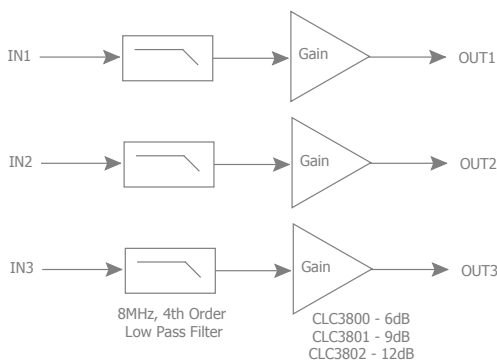 IN1
Gain
OUT1
IN2
Gain
OUT2
IN3
Gain
OUT3
8MHz, 4th Order
Low Pass Filter
CLC3800 - 6dB
CLC3801 - 9dB
CLC3802 - 12dB